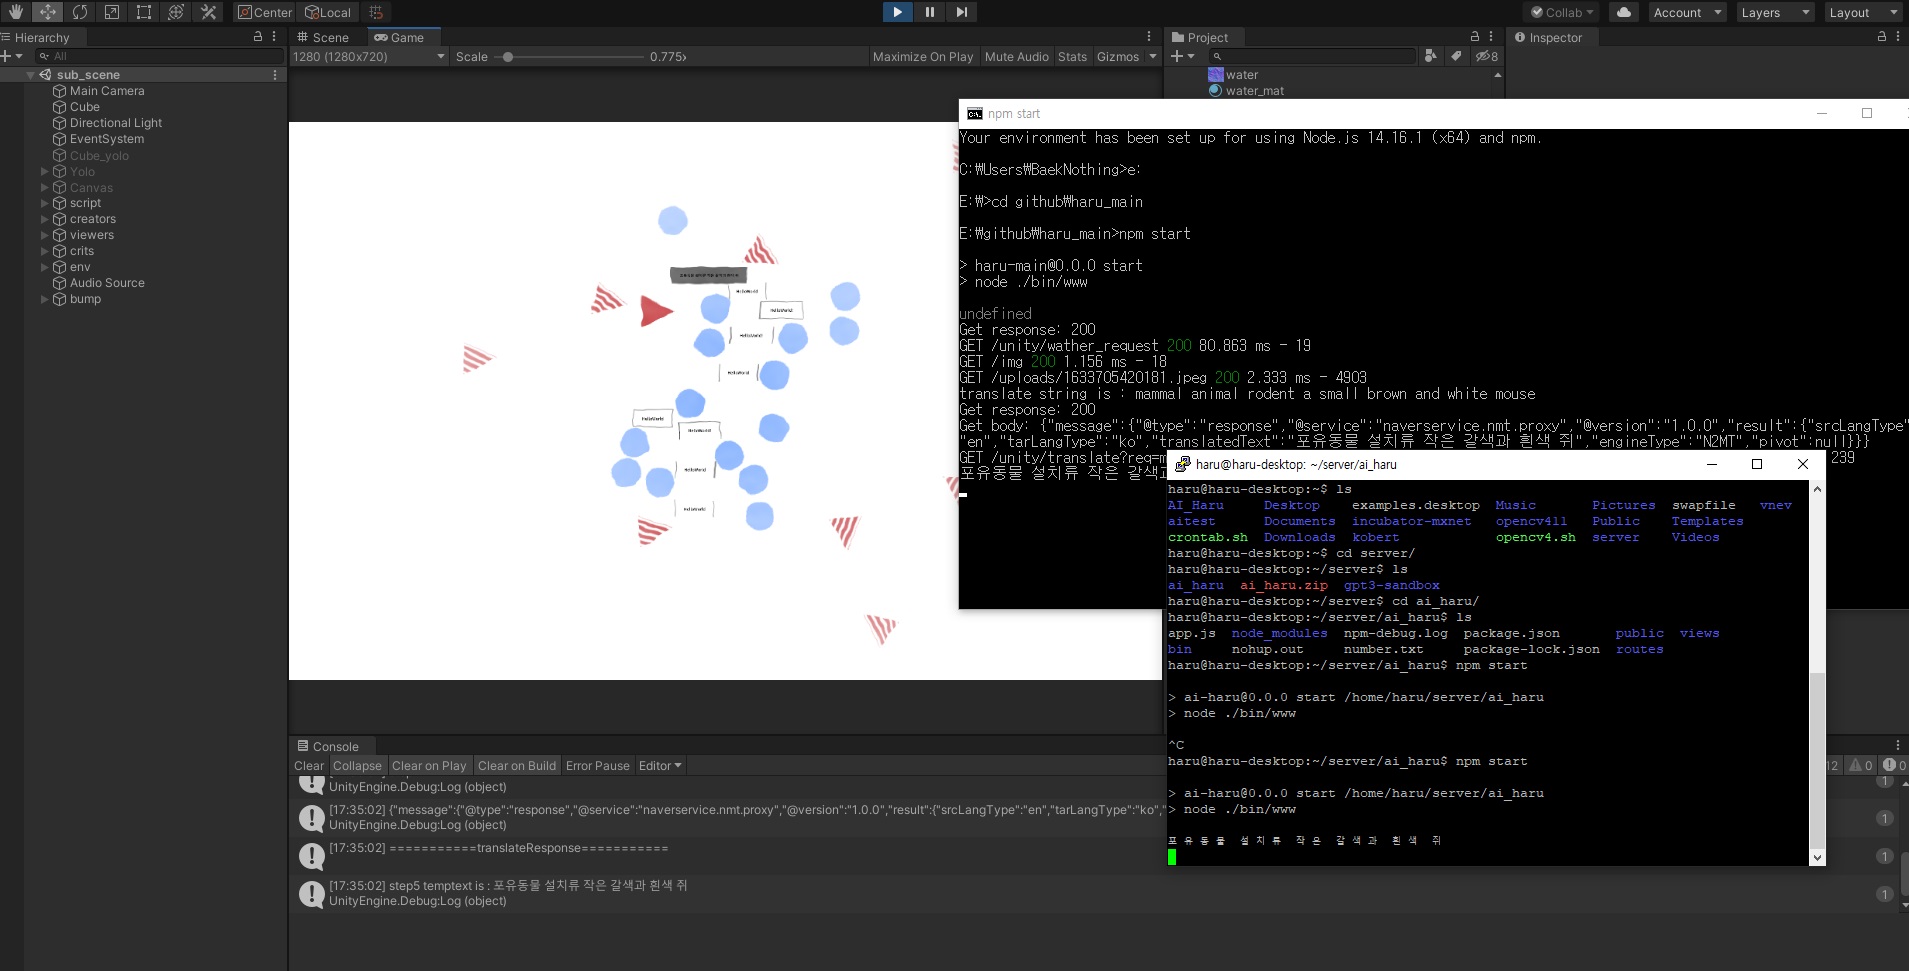 Center Local
Collab Account Layers Layout
Hierarchy
All
sub_scene
Main Camera
Cube
Directional Light
EventSystem
Cube_yolo
Yolo
Canvas
script
creators
viewers
crits
env
Audio Source
bump
Scene Game
1280 (1280x720) Scale 0.775x Maximize On Play Mute Audio Stats Gizmos
HelloWorld
HelloWorld
HelloWorld
HelloWorld
HelloWorld
HelloWorld
HelloWorld
HelloWorld
Project
8
water
water_mat
Inspector
npm start
Your environment has been set up for using Node.js 14.16.1 (x64) and npm.
C:₩Users₩BaekNothing>e:
E:₩>cd github₩haru_main
E:₩github₩haru_main>npm start
> haru-main@0.0.0 start
> node ./bin/www
undefined
Get response: 200
GET /unity/wather_request 200 80.863 ms - 19
GET /img 200 1.156 ms - 18
GET /uploads/1633705420181.jpeg 200 2.333 ms - 4903
translate string is : mammal animal rodent a small brown and white mouse
Get response: 200
Get body: {"message":{"@type":"response","@service":"naverservice.nmt.proxy","@version":"1.0.0","result":{"srcLangType":
"en","tarLangType":"ko","translatedText":"포유동물 설치류 작은 갈색과 흰색 쥐","engineType":"N2MT","pivot":null}}}
GET /unity/translate?req=m 239
포유동물 설치류 작은 갈색과
haru@haru-desktop: ~/server/ai_haru
haru@haru-desktop:~$ ls
AI_Haru Desktop examples.desktop Music Pictures swapfile vnev
aitest Documents incubator-mxnet opencv411 Public Templates
crontab.sh Downloads kobert opencv4.sh server Videos
haru@haru-desktop:~$ cd server/
haru@haru-desktop:~/server$ ls
ai_haru ai_haru.zip gpt3-sandbox
haru@haru-desktop:~/server$ cd ai_haru/
haru@haru-desktop:~/server/ai_haru$ ls
app.js node_modules npm-debug.log package.json public views
bin nohup.out number.txt package-lock.json routes
haru@haru-desktop:~/server/ai_haru$ npm start
> ai-haru@0.0.0 start /home/haru/server/ai_haru
> node ./bin/www
^C
haru@haru-desktop:~/server/ai_haru$ npm start
> ai-haru@0.0.0 start /home/haru/server/ai_haru
> node ./bin/www
포유동물 설치류 작은 갈색과 흰색 쥐
Console
Clear Collapse Clear on Play Clear on Build Error Pause Editor 12 0 0
UnityEngine.Debug:Log (object) 1
[17:35:02] {"message":{"@type":"response","@service":"naverservice.nmt.proxy","@version":"1.0.0","result":{"srcLangType":"en","tarLangType":"ko","
UnityEngine.Debug:Log (object) 1
[17:35:02] ===========translateResponse===========
1
[17:35:02] step5 temptext is : 포유동물 설치류 작은 갈색과 흰색 쥐
UnityEngine.Debug:Log (object) 1